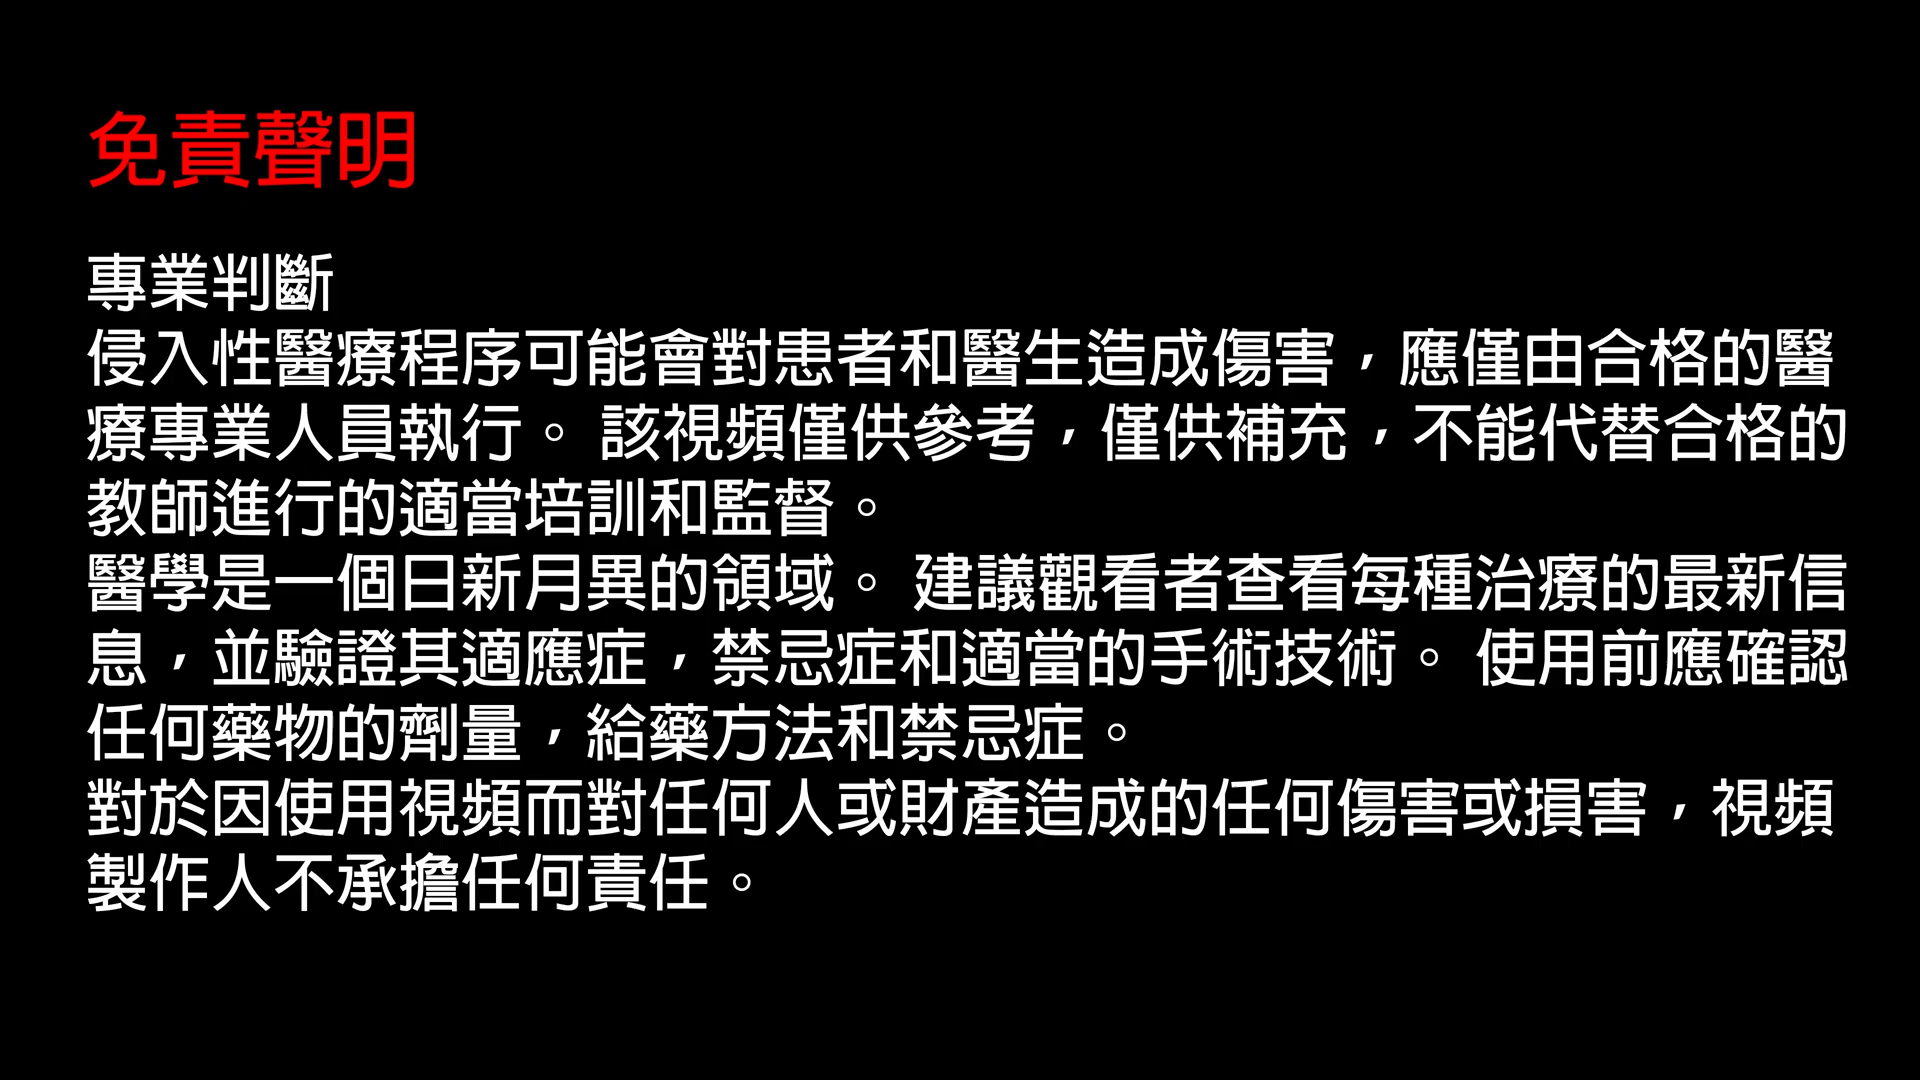 免責聲明
專業判斷
侵入性醫療程序可能會對患者和醫生造成傷害，應僅由合格的醫
療專業人員執行。 該視頻僅供參考，僅供補充，不能代替合格的
教師進行的適當培訓和監督。
醫學是一個日新月異的領域。 建議觀看者查看每種治療的最新信
息，並驗證其適應症，禁忌症和適當的手術技術。 使用前應確認
任何藥物的劑量，給藥方法和禁忌症。
對於因使用視頻而對任何人或財產造成的任何傷害或損害，視頻
製作人不承擔任何責任。